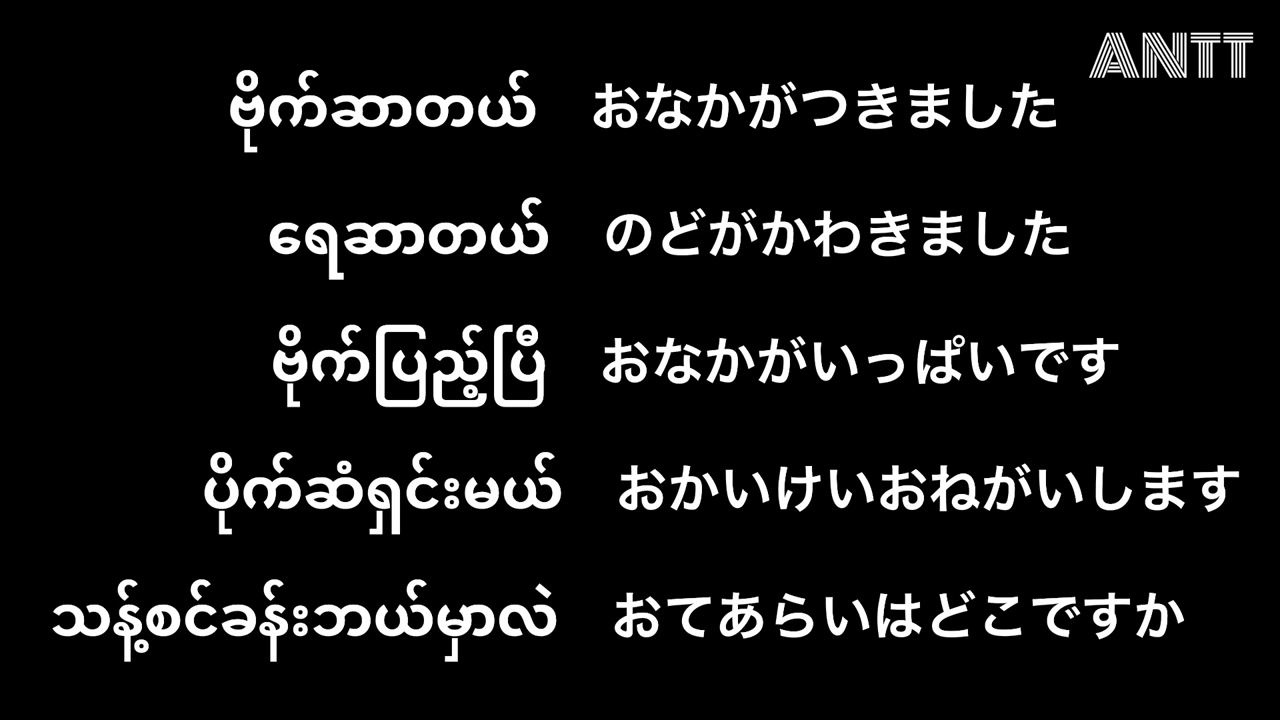 ANTT
ဗိုက်ဆာတယ် おなかがつきました
ရေဆာတယ် のどがかわきました
ဗိုက်ပြည့်ပြီ おなかがいっぱいです
ပိုက်ဆံရှင်းမယ် おかいけいおねがいします
သန့်စင်ခန်းဘယ်မှာလဲ おてあらいはどこですか